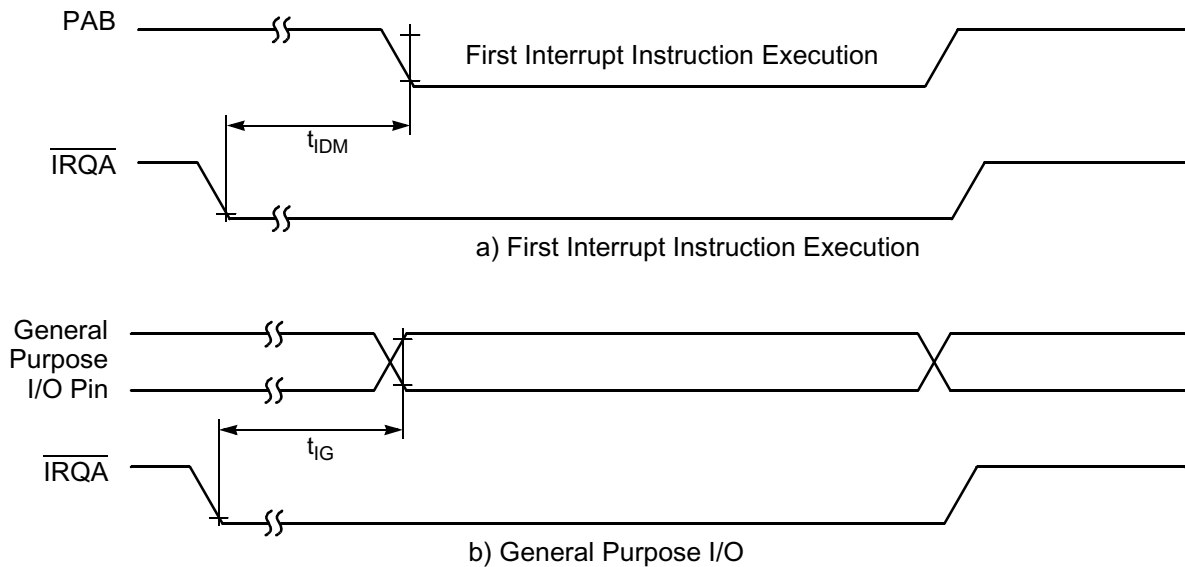 PAB
First Interrupt Instruction Execution
tIDM
IRQA
a) First Interrupt Instruction Execution
General
Purpose
I/O Pin
tIG
IRQA
b) General Purpose I/O